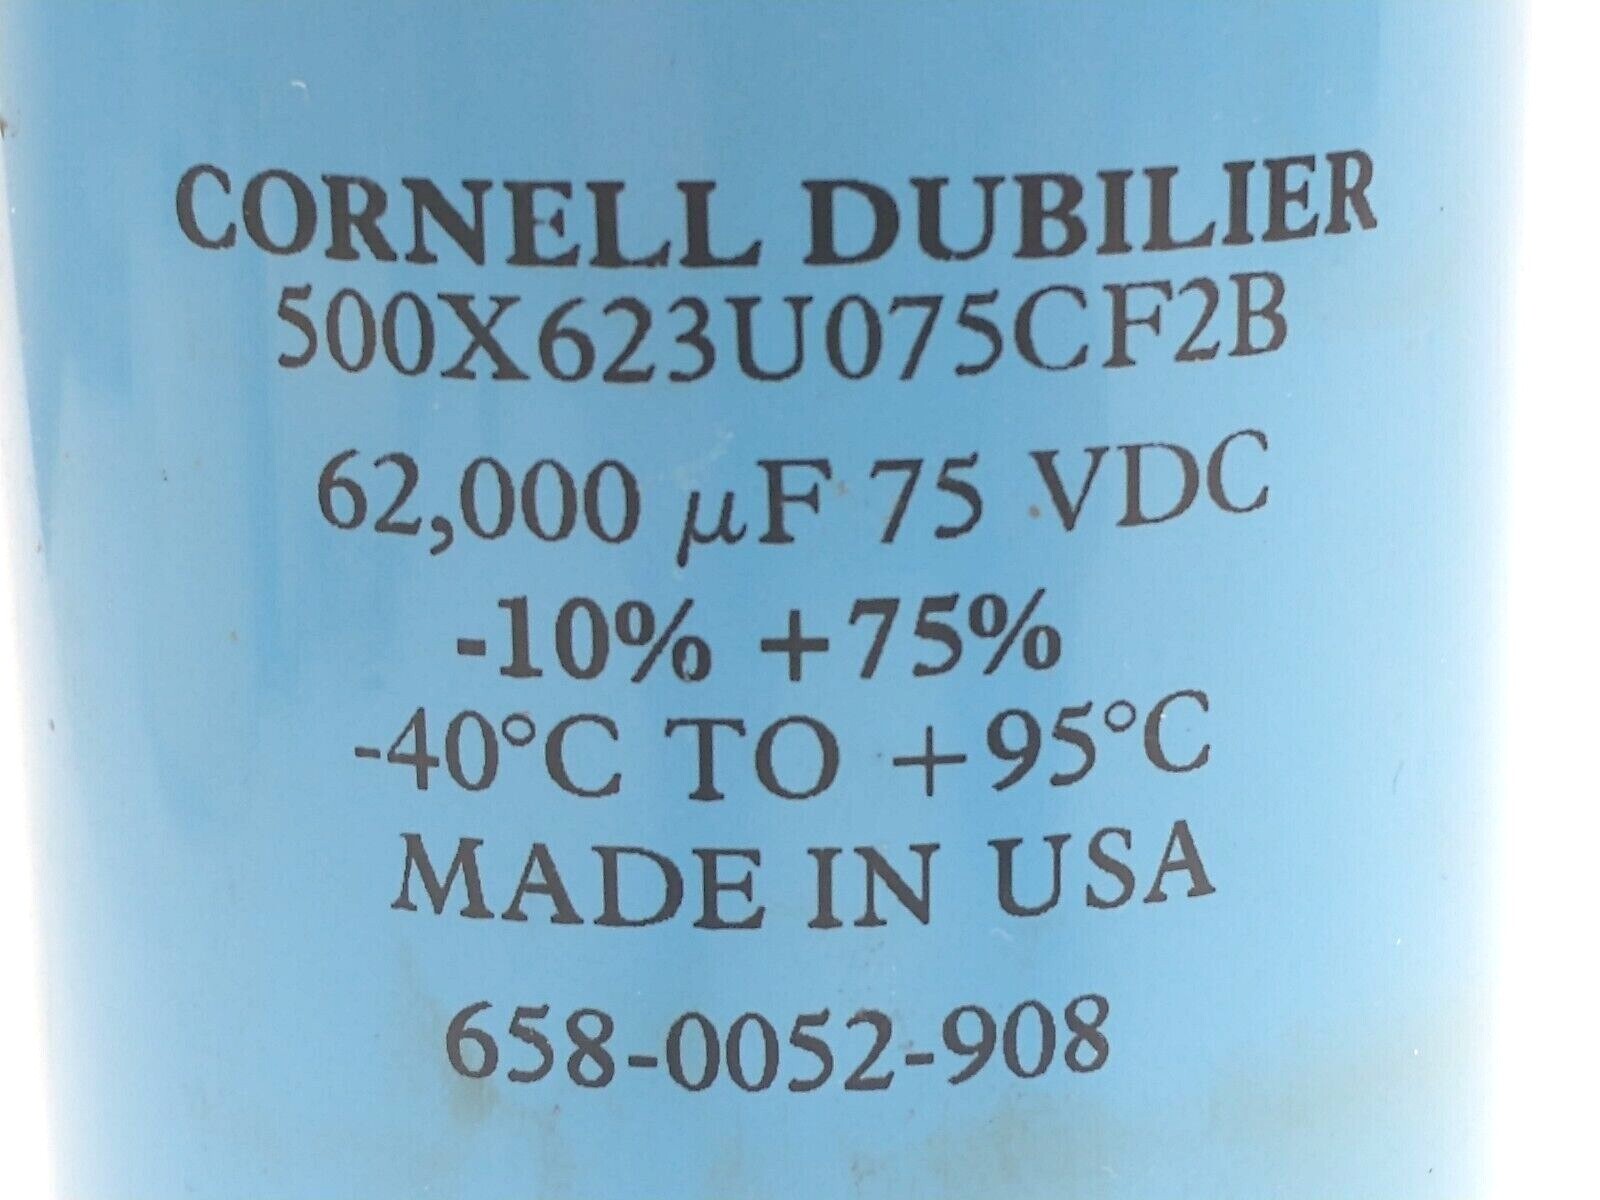 CORNELL DUBILIER
500X623U075CF2B
62,000 µF 75 VDC
-10% +75%
-40°C TO +95°C
MADE IN USA
658-0052-908